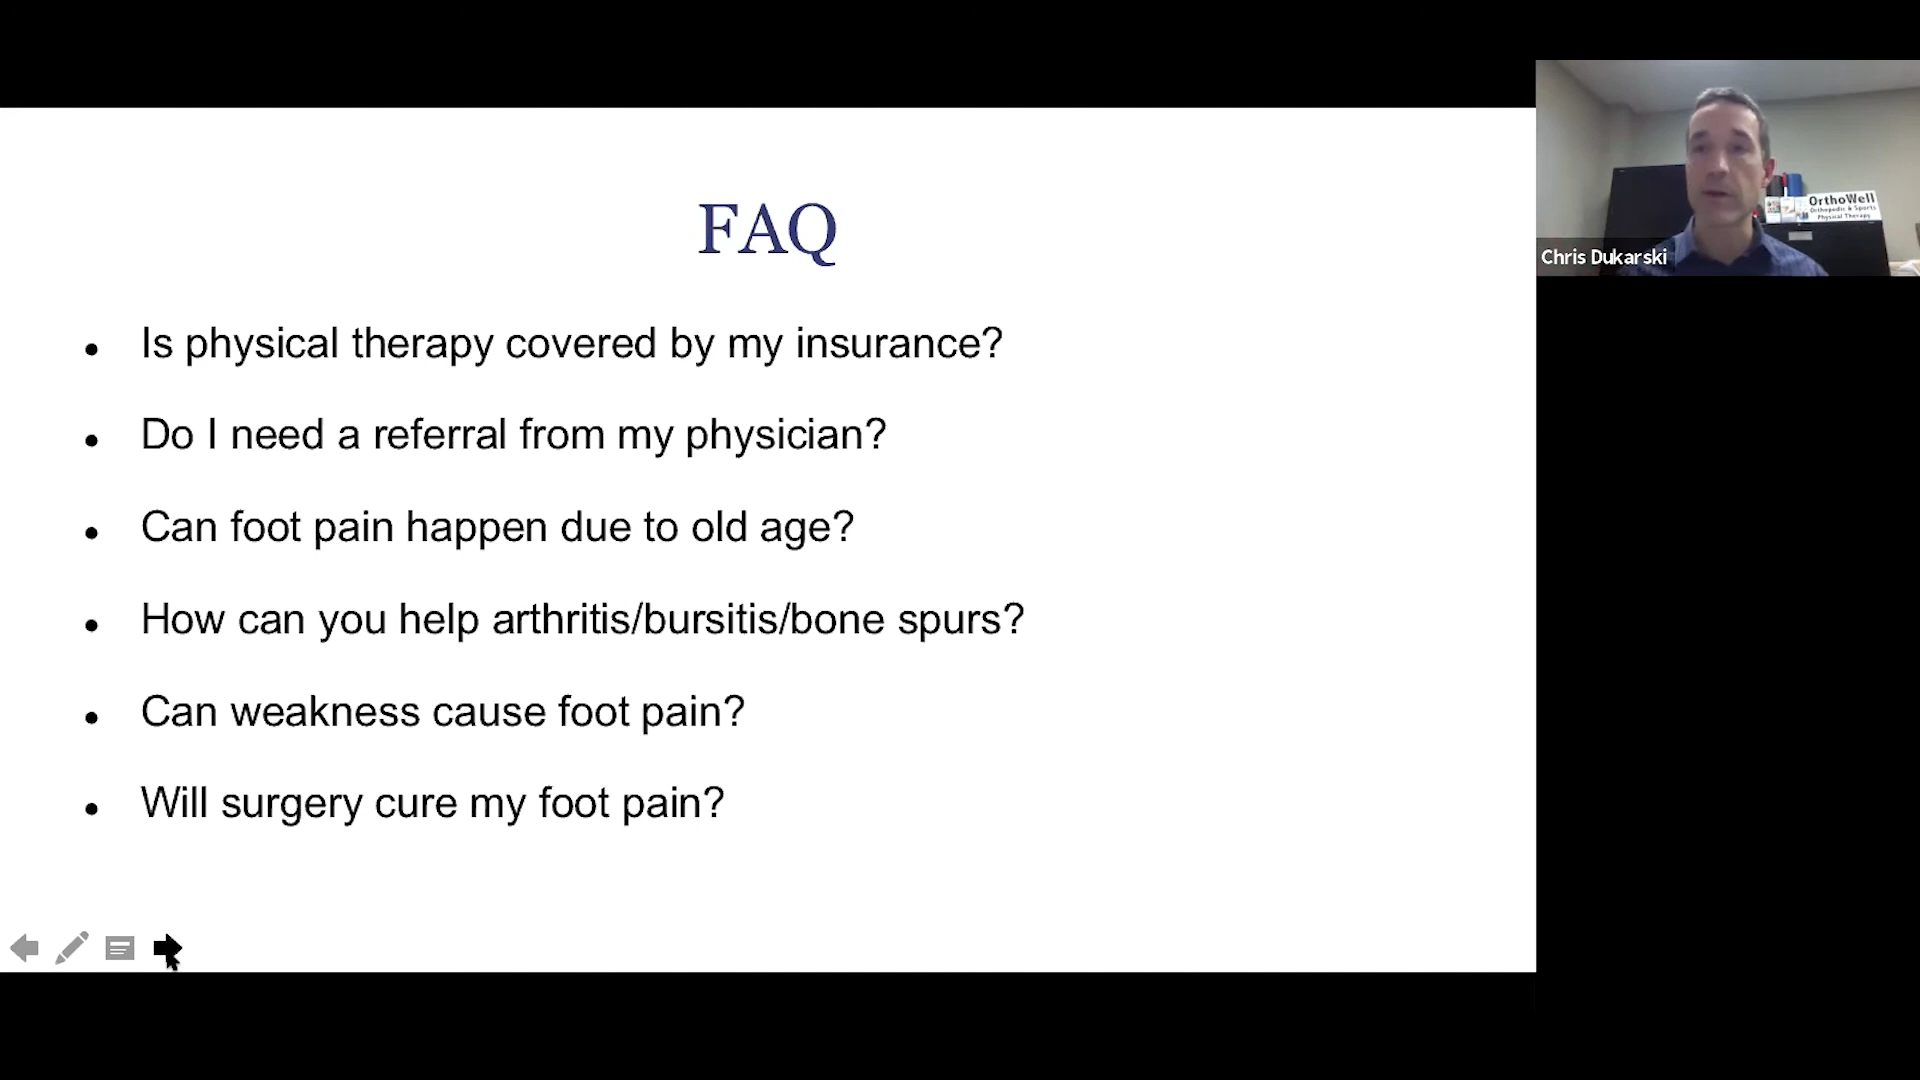 FAQ
• Is physical therapy covered by my insurance?
• Do I need a referral from my physician?
• Can foot pain happen due to old age?
• How can you help arthritis/bursitis/bone spurs?
• Can weakness cause foot pain?
• Will surgery cure my foot pain?
OrthoWell
Orthopedic & Sports
Physical Therapy
Chris Dukarski